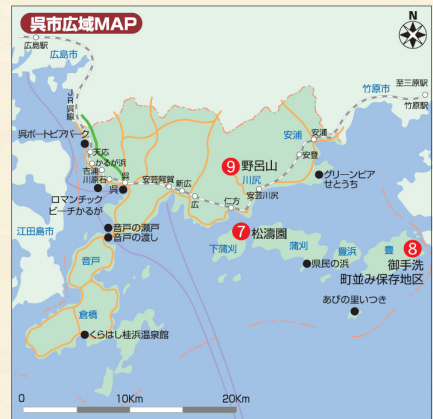 呉市広域MAP
N
広島駅
広島市
JR呉線
竹原市
至三原駅
竹原駅
呉ポートピアパーク
天応
かるが浜
吉浦
川原石
呉
呉
ロマンチック
ビーチかるが
安芸阿賀
新広
広
仁方
安芸川尻
安登
安浦
安浦
9 野呂山
川尻
グリーンピア
せとうち
江田島市
音戸の瀬戸
音戸の渡し
音戸
倉橋
くらはし桂浜温泉館
7 松濤園
下蒲刈
蒲刈
県民の浜
豊浜
豊
8
御手洗
町並み保存地区
あびの里いつき
0 10Km 20Km